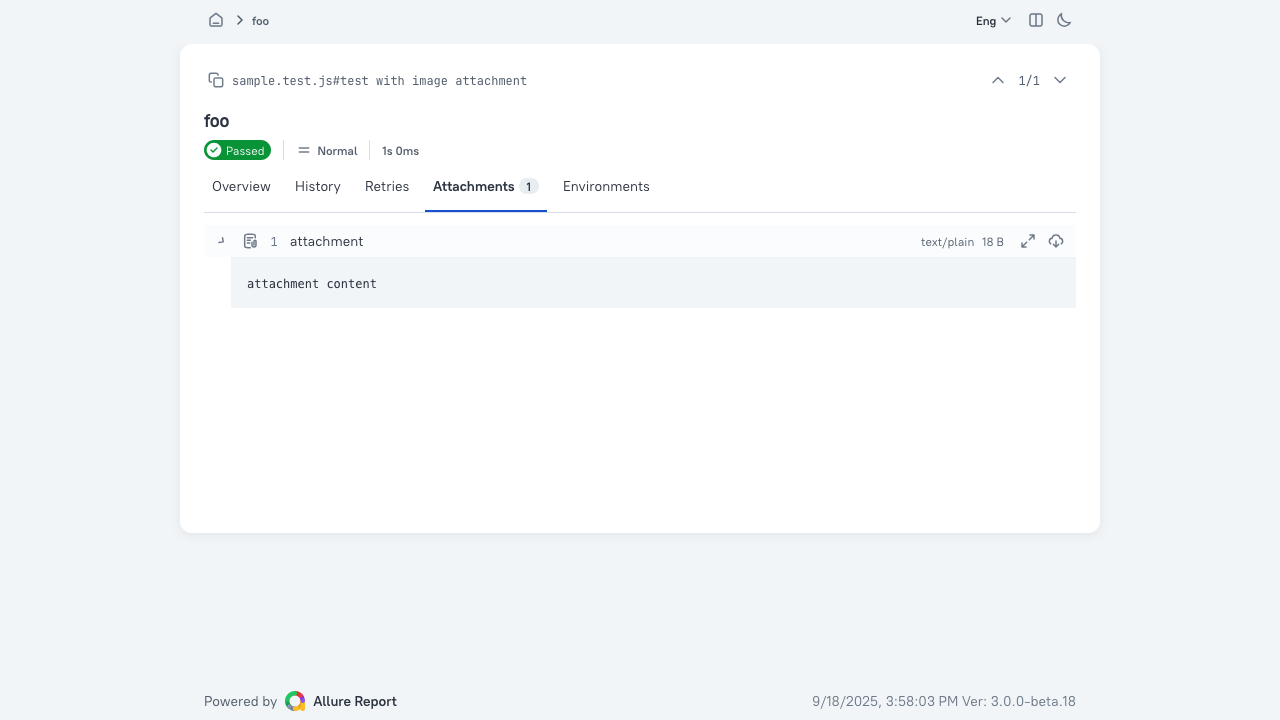 foo
Eng
sample.test.js#test with image attachment
1/1
foo
Passed Normal 1s 0ms
Overview History Retries Attachments 1 Environments
1 attachment text/plain 18 B
attachment content
Powered by Allure Report 9/18/2025, 3:58:03 PM Ver: 3.0.0-beta.18